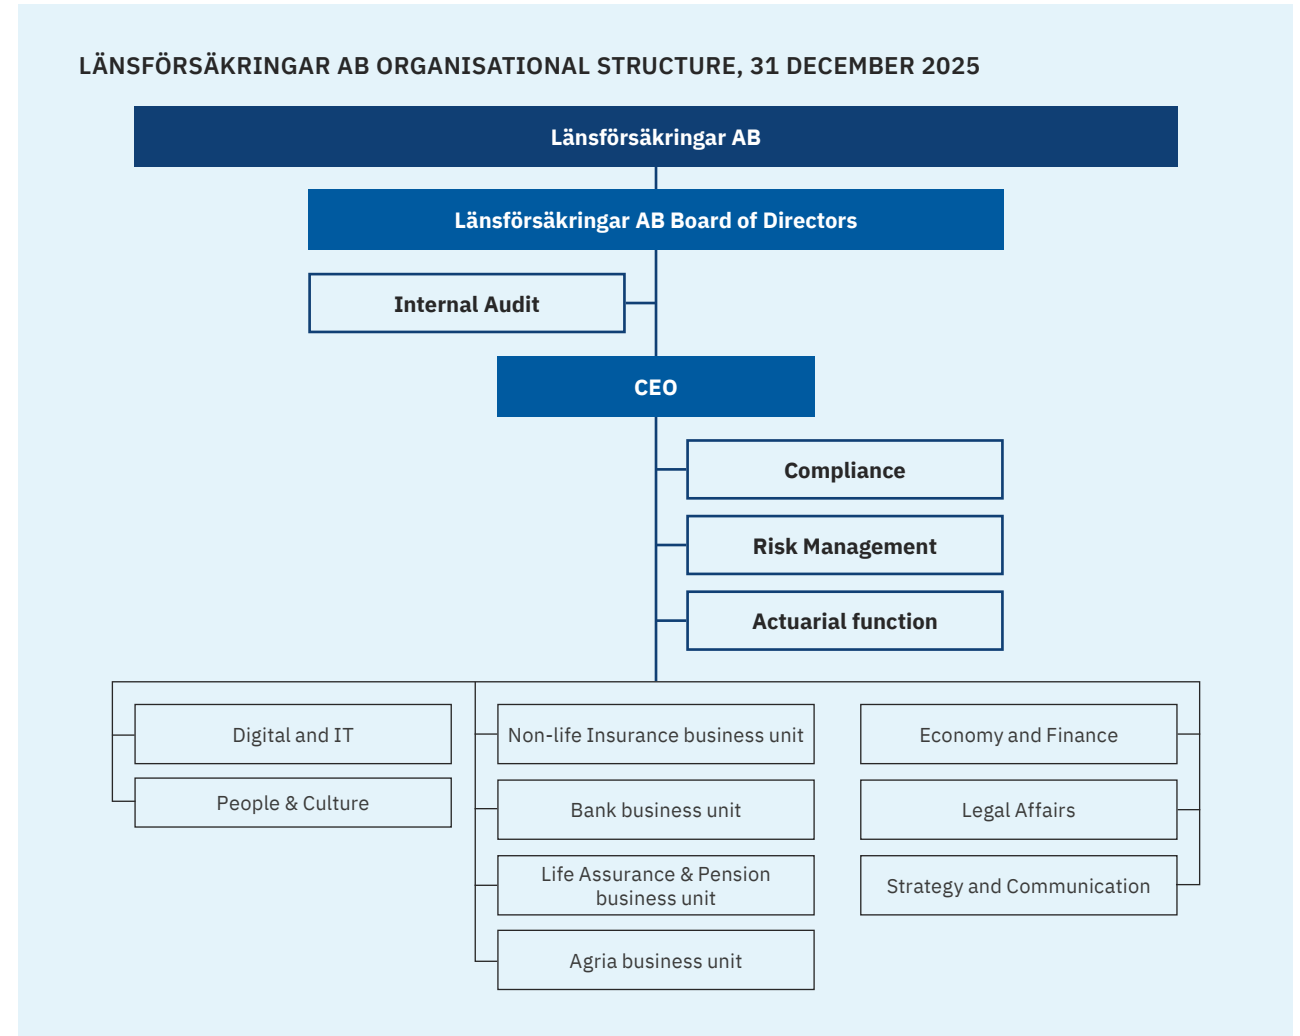 LÄNSFÖRSÄKRINGAR AB ORGANISATIONAL STRUCTURE, 31 DECEMBER 2025
Länsförsäkringar AB
Länsförsäkringar AB Board of Directors
Internal Audit
CEO
Compliance
Risk Management
Actuarial function
Digital and IT
People & Culture
Non-life Insurance business unit
Bank business unit
Life Assurance & Pension
business unit
Agria business unit
Economy and Finance
Legal Affairs
Strategy and Communication